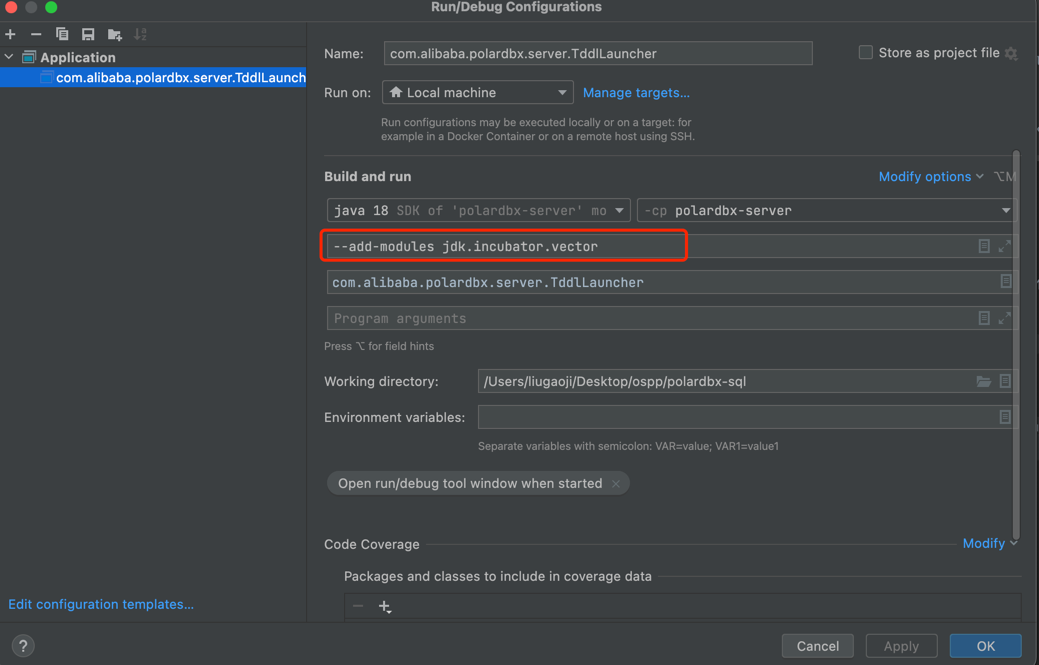 Run/Debug Configurations
Application
com.alibaba.polardbx.server.TddlLaunch
Edit configuration templates...
Name:
com.alibaba.polardbx.server.TddlLauncher
Store as project file
Run on:
Local machine
Manage targets...
Run configurations may be executed locally or on a target: for
example in a Docker Container or on a remote host using SSH.
Build and run
Modify options
⌥M
java 18 SDK of 'polardbx-server' mo
-cp polardbx-server
--add-modules jdk.incubator.vector
com.alibaba.polardbx.server.TddlLauncher
Program arguments
Press ⌥ for field hints
Working directory:
/Users/liugaoji/Desktop/ospp/polardbx-sql
Environment variables:
Separate variables with semicolon: VAR=value; VAR1=value1
Open run/debug tool window when started ×
Code Coverage
Modify
Packages and classes to include in coverage data
?
Cancel
Apply
OK